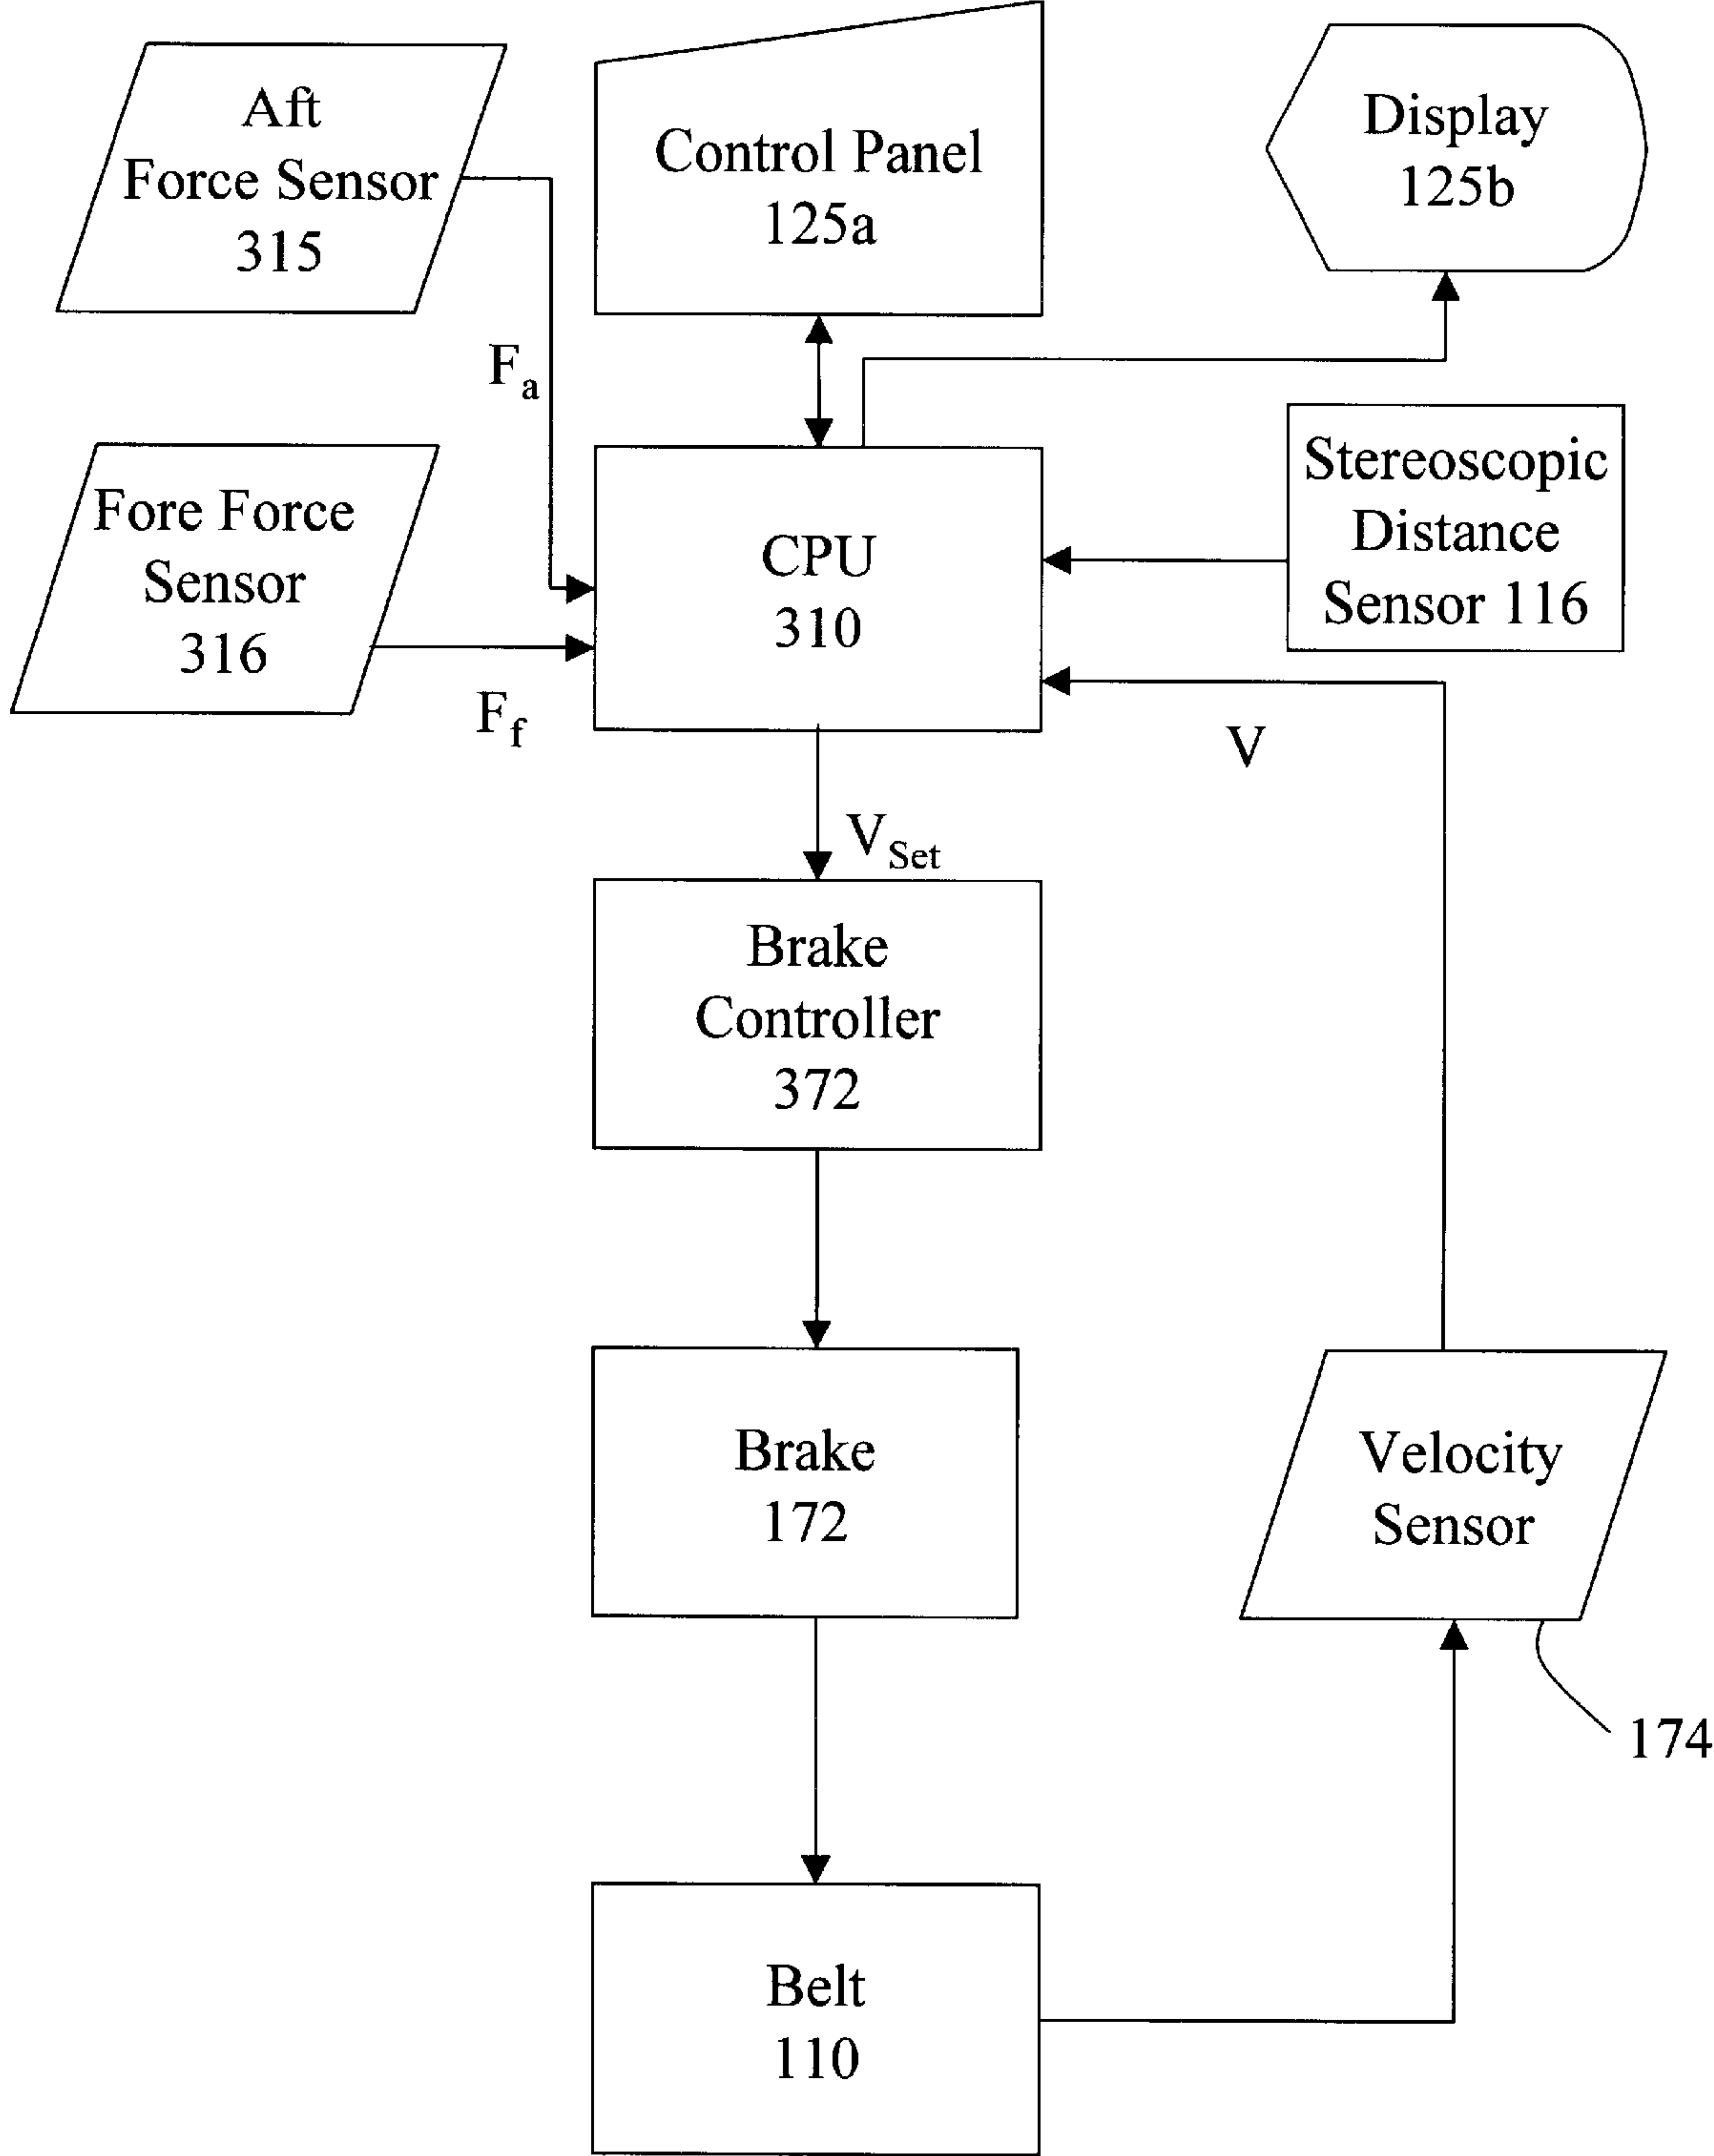 Aft
Force Sensor
315
Control Panel
125a
Display
125b
Fa
Fore Force
Sensor
316
Ff
CPU
310
Stereoscopic
Distance
Sensor 116
V
VSet
Brake
Controller
372
Brake
172
Velocity
Sensor
174
Belt
110